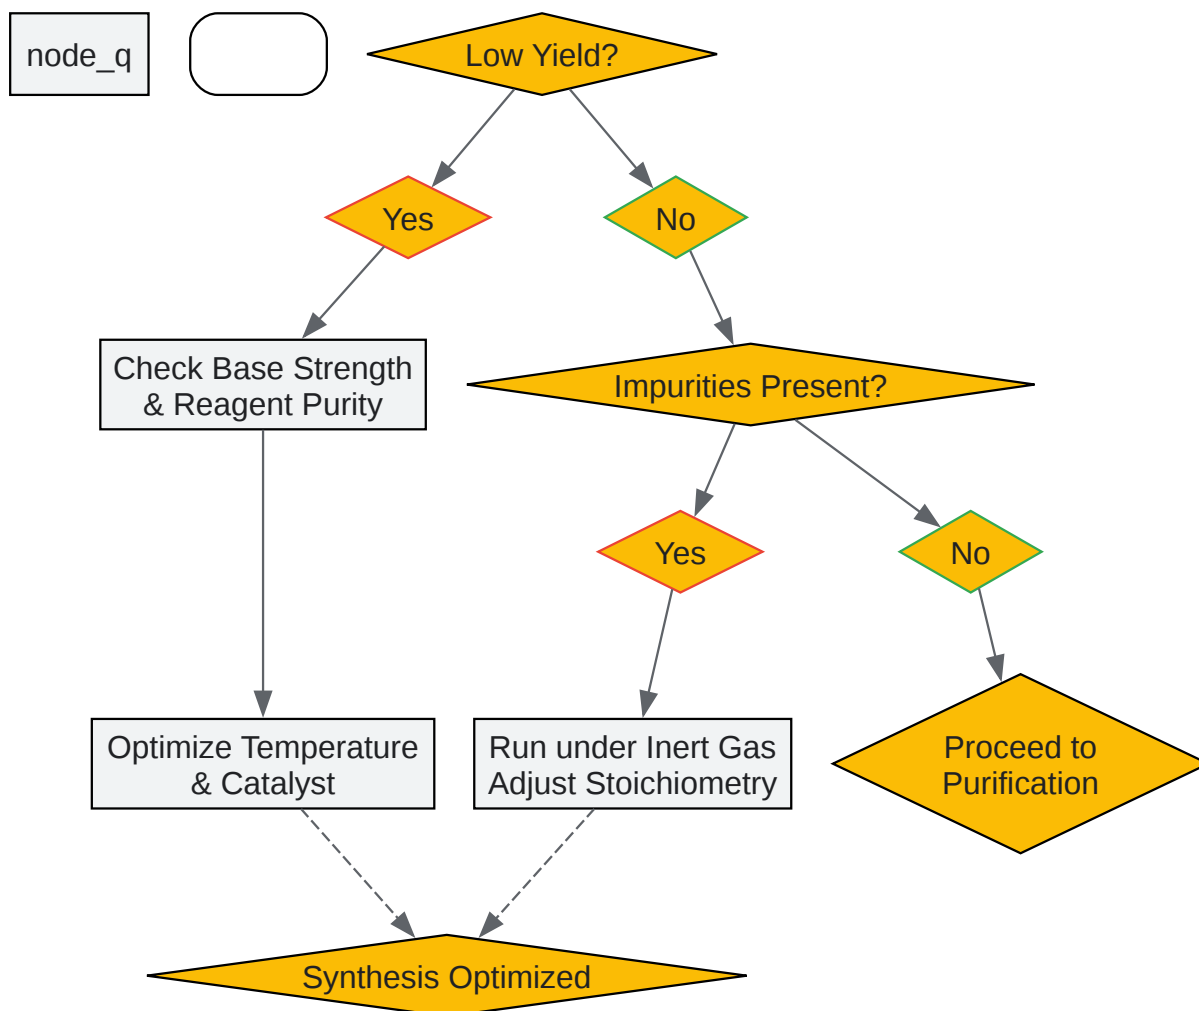 node_q
Low Yield?
Yes
No
Check Base Strength
& Reagent Purity
Impurities Present?
Yes
No
Optimize Temperature
& Catalyst
Run under Inert Gas
Adjust Stoichiometry
Proceed to
Purification
Synthesis Optimized